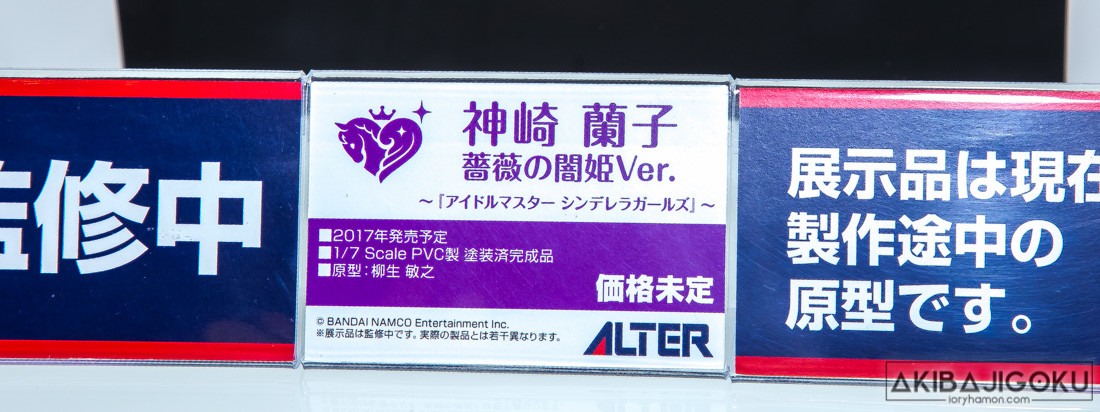 監修中
神崎 蘭子
薔薇の闇姫Ver.
～『アイドルマスター シンデレラガールズ』～
■2017年発売予定
■1/7 Scale PVC製 塗装済完成品
■原型：柳生 敏之
価格未定
© BANDAI NAMCO Entertainment Inc.
※展示品は監修中です。実際の製品とは若干異なります。
ALTER
展示品は現在
製作途中の
原型です。
AKIBAJIGOKU
ioryhamon.com